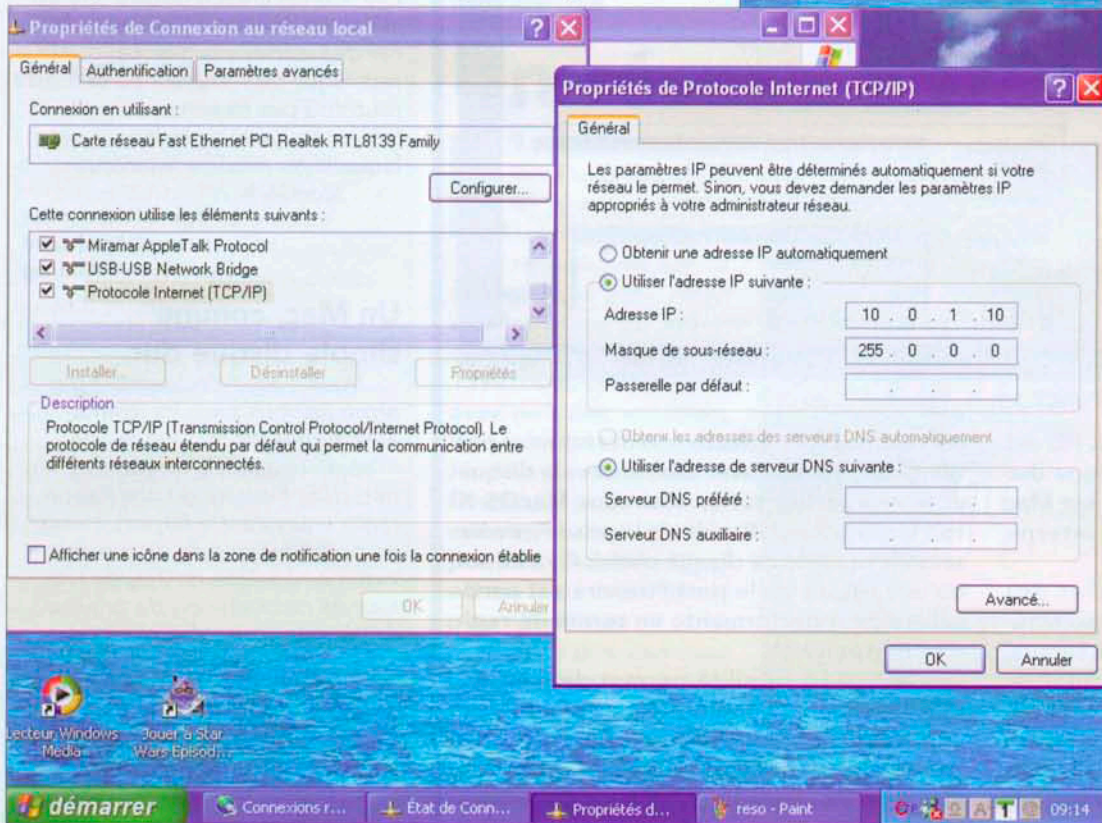 Propriétés de Connexion au réseau local
Général Authentification Paramètres avancés
Connexion en utilisant :
Carte réseau Fast Ethernet PCI Realtek RTL8139 Family
Configurer...
Cette connexion utilise les éléments suivants :
Miramar AppleTalk Protocol
USB-USB Network Bridge
Protocole Internet (TCP/IP)
Installer... Désinstaller Propriétés
Description
Protocole TCP/IP (Transmission Control Protocol/Internet Protocol). Le
protocole de réseau étendu par défaut qui permet la communication entre
différents réseaux interconnectés.
Afficher une icône dans la zone de notification une fois la connexion établie
OK Annuler
Propriétés de Protocole Internet (TCP/IP)
Général
Les paramètres IP peuvent être déterminés automatiquement si votre
réseau le permet. Sinon, vous devez demander les paramètres IP
appropriés à votre administrateur réseau.
Obtenir une adresse IP automatiquement
Utiliser l'adresse IP suivante :
Adresse IP : 10 . 0 . 1 . 10
Masque de sous-réseau : 255 . 0 . 0 . 0
Passerelle par défaut : . . .
Obtenir les adresses des serveurs DNS automatiquement
Utiliser l'adresse de serveur DNS suivante :
Serveur DNS préféré : . . .
Serveur DNS auxiliaire : . . .
Avancé...
OK Annuler
Lecteur Windows
Media
Jouer à Star
Wars Episod...
démarrer Connexions r... État de Conn... Propriétés d... reso - Paint A T 09:14